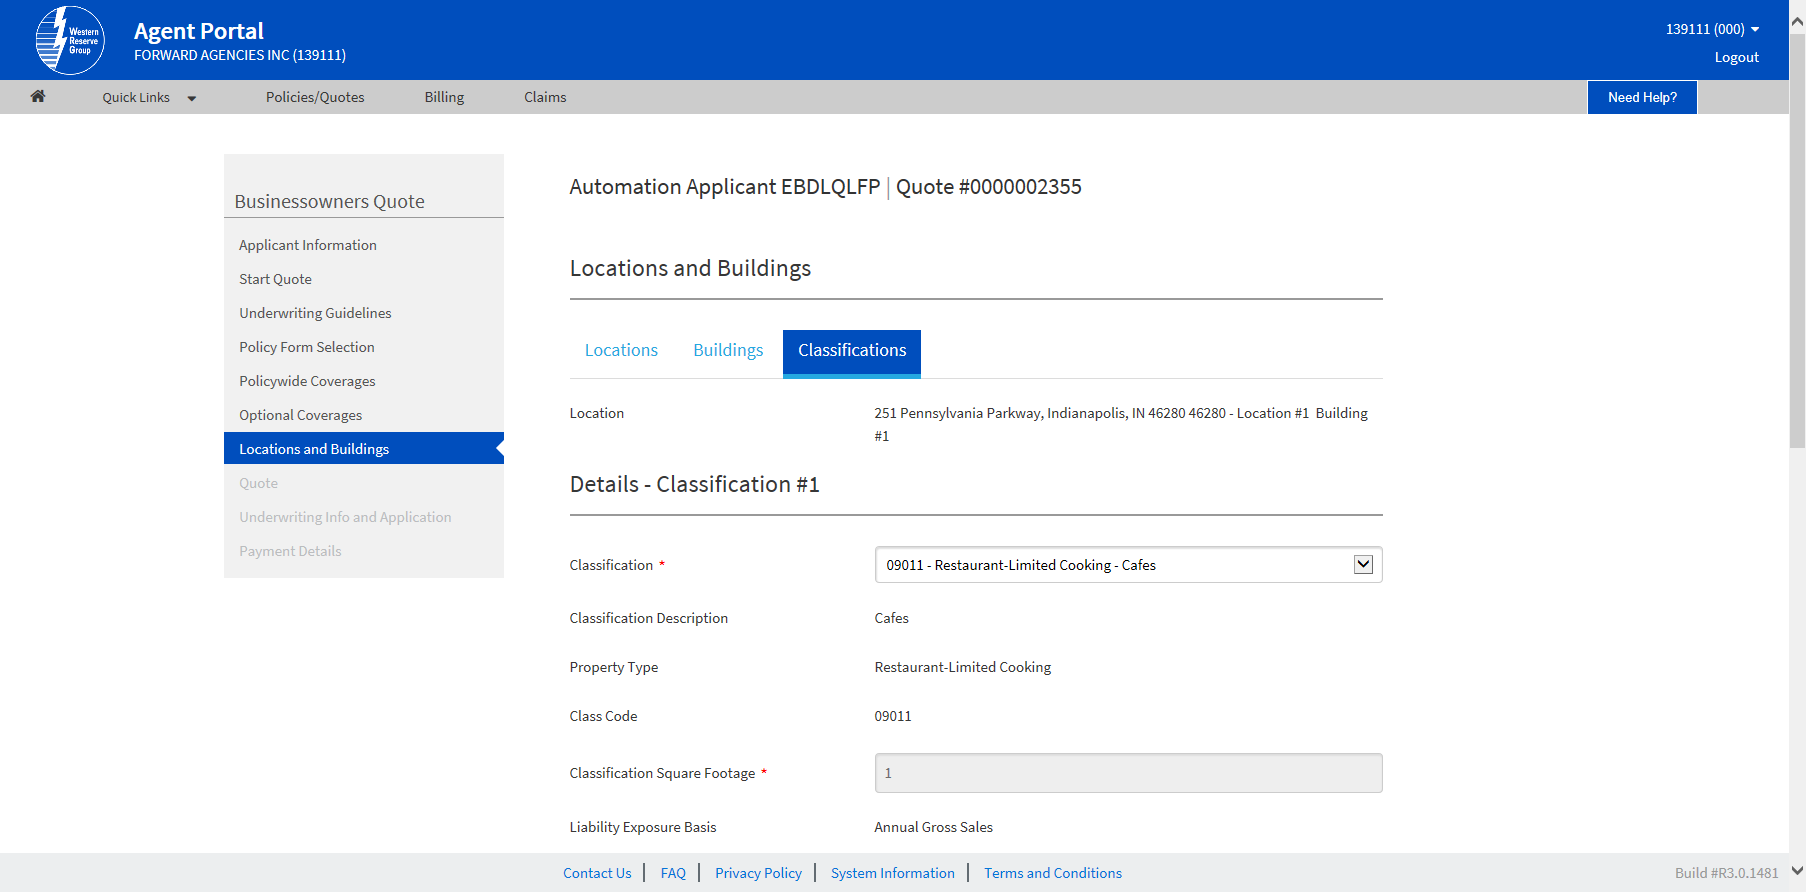 Western
Reserve
Group
Agent Portal
FORWARD AGENCIES INC (139111)
139111 (000)
Logout
Quick Links
Policies/Quotes
Billing
Claims
Need Help?
Businessowners Quote
Applicant Information
Start Quote
Underwriting Guidelines
Policy Form Selection
Policywide Coverages
Optional Coverages
Locations and Buildings
Quote
Underwriting Info and Application
Payment Details
Automation Applicant EBDLQLFP | Quote #0000002355
Locations and Buildings
Locations
Buildings
Classifications
Location
251 Pennsylvania Parkway, Indianapolis, IN 46280 46280 - Location #1 Building
#1
Details - Classification #1
Classification *
09011 - Restaurant-Limited Cooking - Cafes
Classification Description
Cafes
Property Type
Restaurant-Limited Cooking
Class Code
09011
Classification Square Footage *
1
Liability Exposure Basis
Annual Gross Sales
Contact Us | FAQ | Privacy Policy | System Information | Terms and Conditions
Build #R3.0.1481